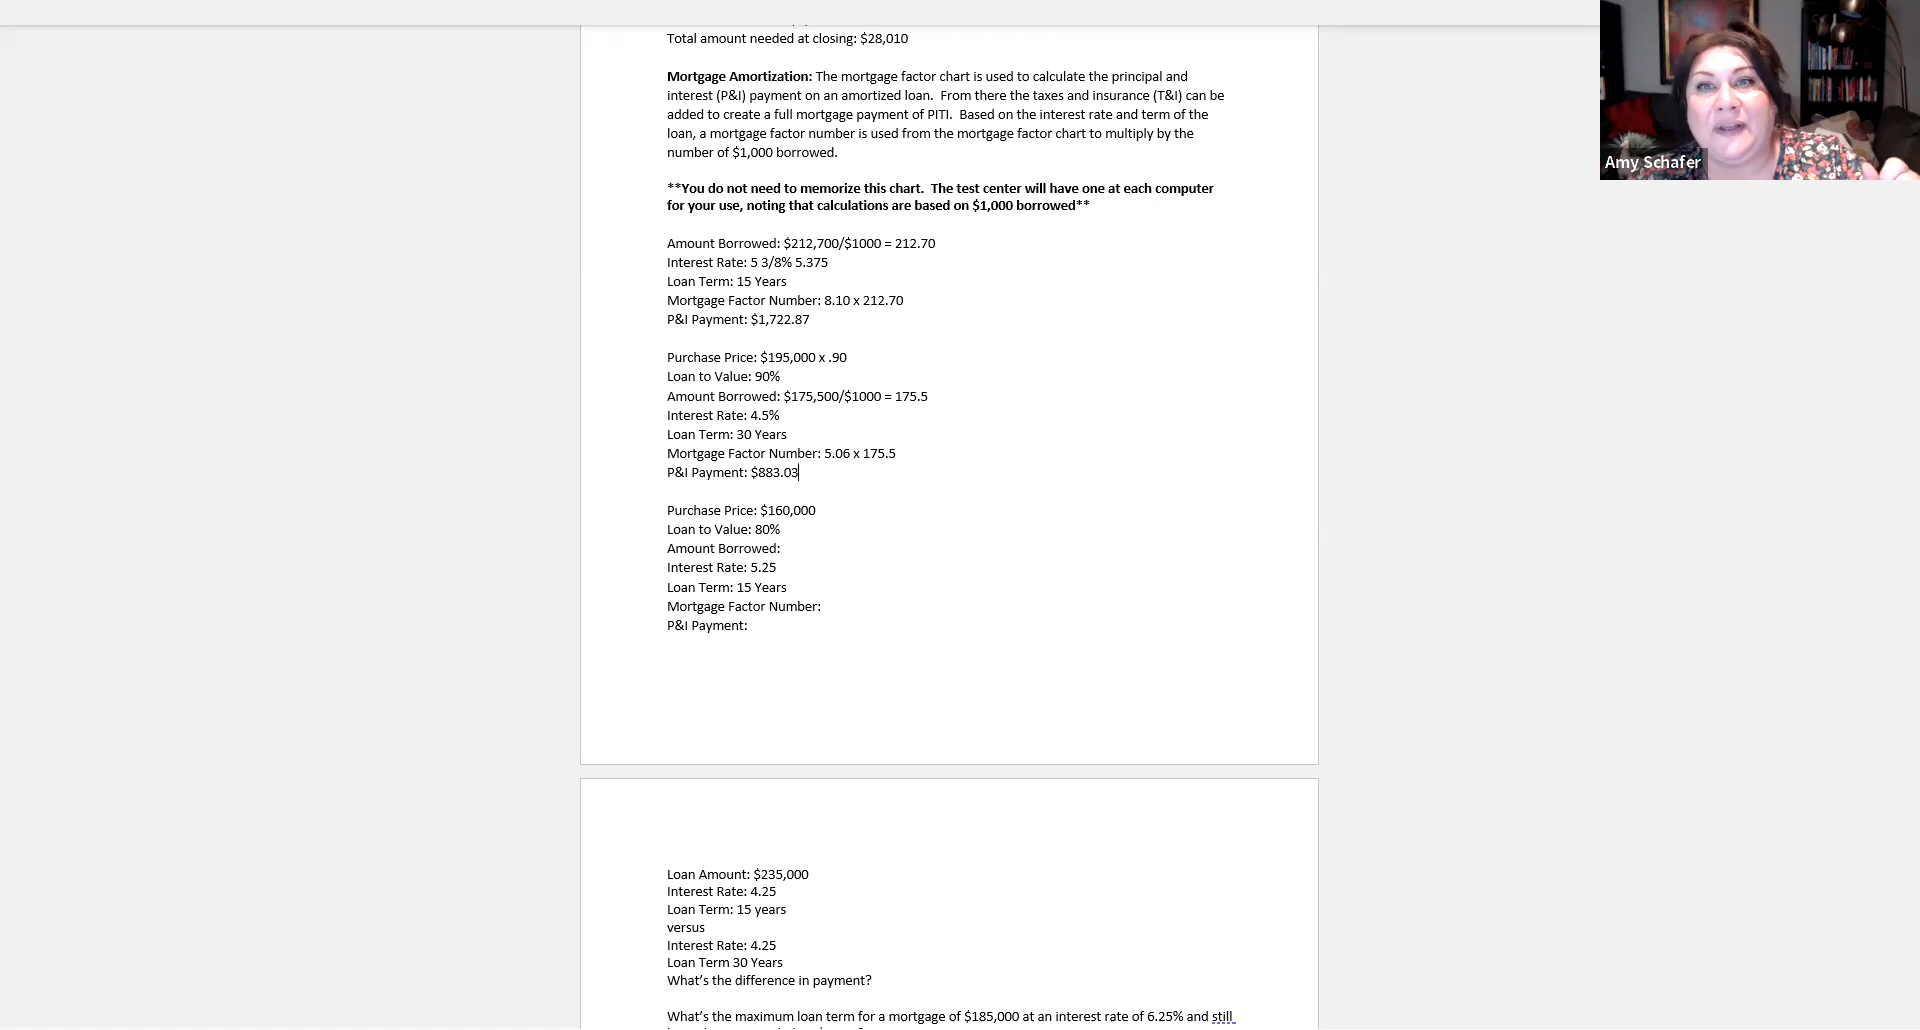 Total amount needed at closing: $28,010
Mortgage Amortization: The mortgage factor chart is used to calculate the principal and
interest (P&I) payment on an amortized loan.  From there the taxes and insurance (T&I) can be
added to create a full mortgage payment of PITI.  Based on the interest rate and term of the
loan, a mortgage factor number is used from the mortgage factor chart to multiply by the
number of $1,000 borrowed.
**You do not need to memorize this chart.  The test center will have one at each computer
for your use, noting that calculations are based on $1,000 borrowed**
Amount Borrowed: $212,700/$1000 = 212.70
Interest Rate: 5 3/8% 5.375
Loan Term: 15 Years
Mortgage Factor Number: 8.10 x 212.70
P&I Payment: $1,722.87
Purchase Price: $195,000 x .90
Loan to Value: 90%
Amount Borrowed: $175,500/$1000 = 175.5
Interest Rate: 4.5%
Loan Term: 30 Years
Mortgage Factor Number: 5.06 x 175.5
P&I Payment: $883.03
Purchase Price: $160,000
Loan to Value: 80%
Amount Borrowed:
Interest Rate: 5.25
Loan Term: 15 Years
Mortgage Factor Number:
P&I Payment:
Loan Amount: $235,000
Interest Rate: 4.25
Loan Term: 15 years
versus
Interest Rate: 4.25
Loan Term 30 Years
What's the difference in payment?
What's the maximum loan term for a mortgage of $185,000 at an interest rate of 6.25% and still
Amy Schafer